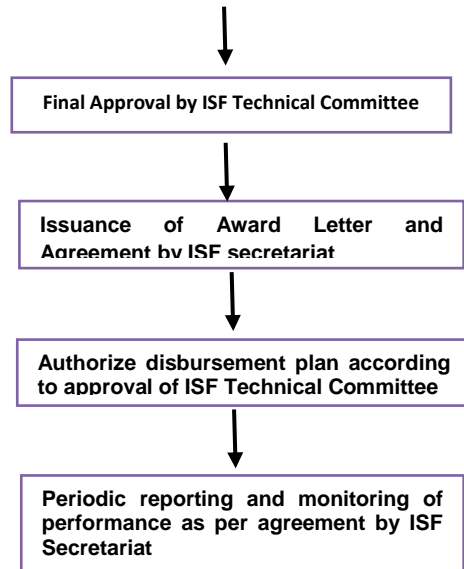 Final Approval by ISF Technical Committee
Issuance of Award Letter and
Agreement by ISF secretariat
Authorize disbursement plan according
to approval of ISF Technical Committee
Periodic reporting and monitoring of
performance as per agreement by ISF
Secretariat